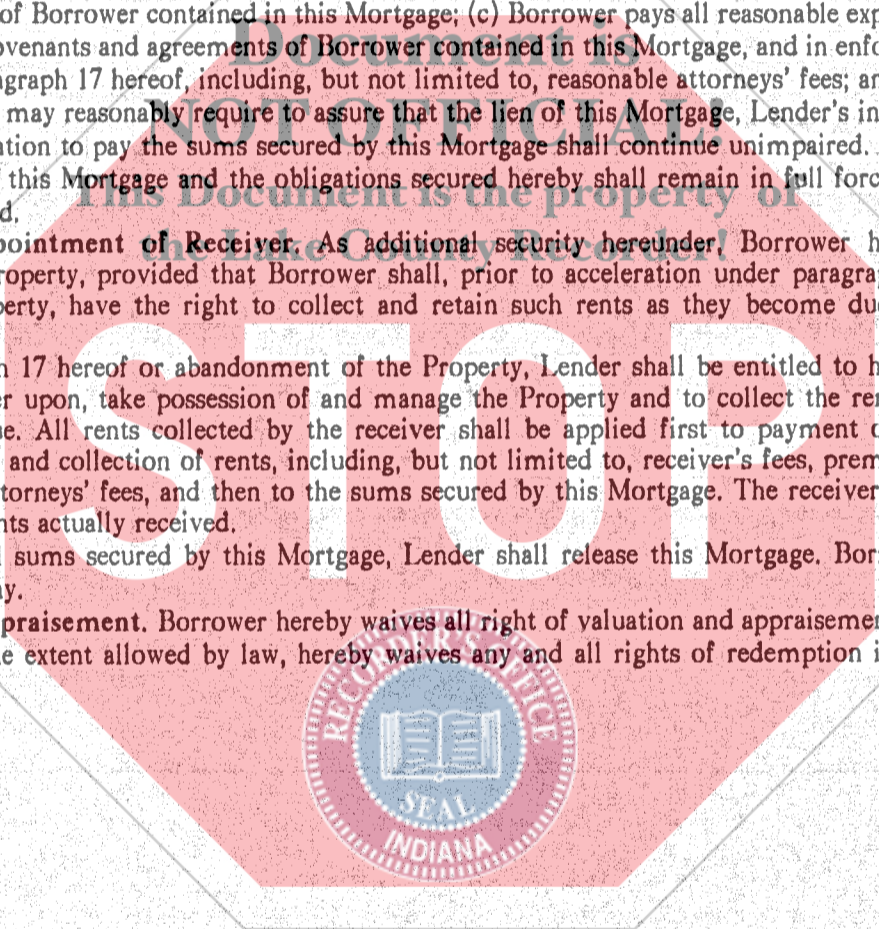 of Borrower contained in this Mortgage; (c) Borrower pays all reasonable exp
ovenants and agreements of Borrower contained in this Mortgage, and in enfo
agraph 17 hereof, including, but not limited to, reasonable attorneys' fees; an
may reasonably require to assure that the lien of this Mortgage, Lender's in
ation to pay the sums secured by this Mortgage shall continue unimpaired.
this Mortgage and the obligations secured hereby shall remain in full forc
d.
pointment of Receiver. As additional security hereunder, Borrower h
roperty, provided that Borrower shall, prior to acceleration under paragra
perty, have the right to collect and retain such rents as they become du
n 17 hereof or abandonment of the Property, Lender shall be entitled to h
er upon, take possession of and manage the Property and to collect the ren
e. All rents collected by the receiver shall be applied first to payment o
and collection of rents, including, but not limited to, receiver's fees, prem
torneys' fees, and then to the sums secured by this Mortgage. The receiver
nts actually received.
sums secured by this Mortgage, Lender shall release this Mortgage. Bor
y.
praisement. Borrower hereby waives all right of valuation and appraiseme
e extent allowed by law, hereby waives any and all rights of redemption i
Document is
NOT OFFICIAL!
This Document is the property of
the Lake County Recorder!
STOP
RECORDER'S OFFICE
SEAL
INDIANA